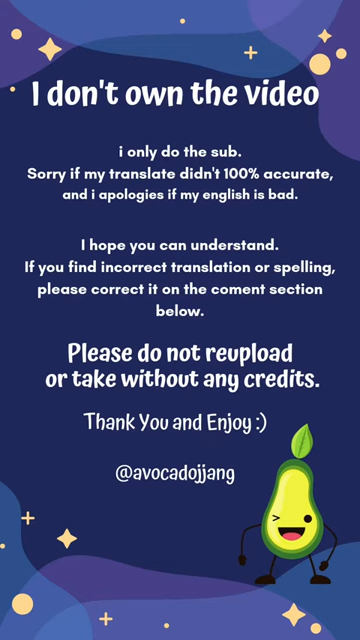 I don't own the video
i only do the sub.
Sorry if my translate didn't 100% accurate,
and i apologies if my english is bad.
I hope you can understand.
If you find incorrect translation or spelling,
please correct it on the coment section
below.
Please do not reupload
or take without any credits.
Thank You and Enjoy :)
@avocadojjang